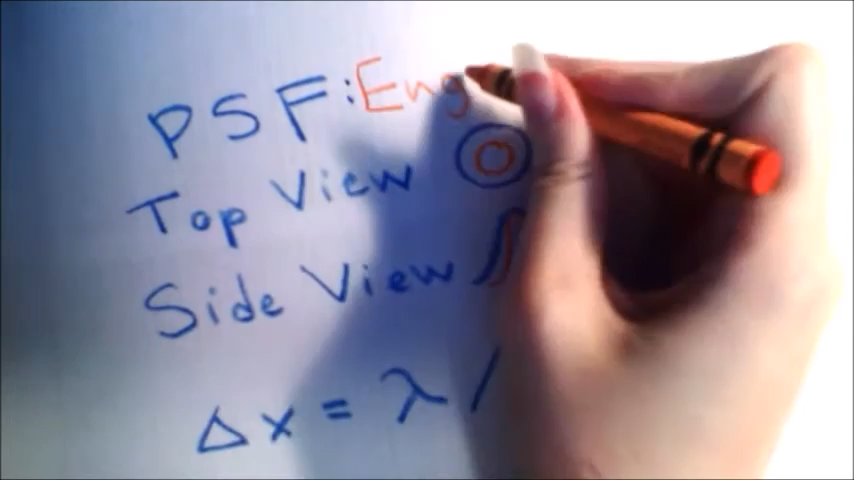 PSF: Eng
Top View
Side View
Δx = λ /